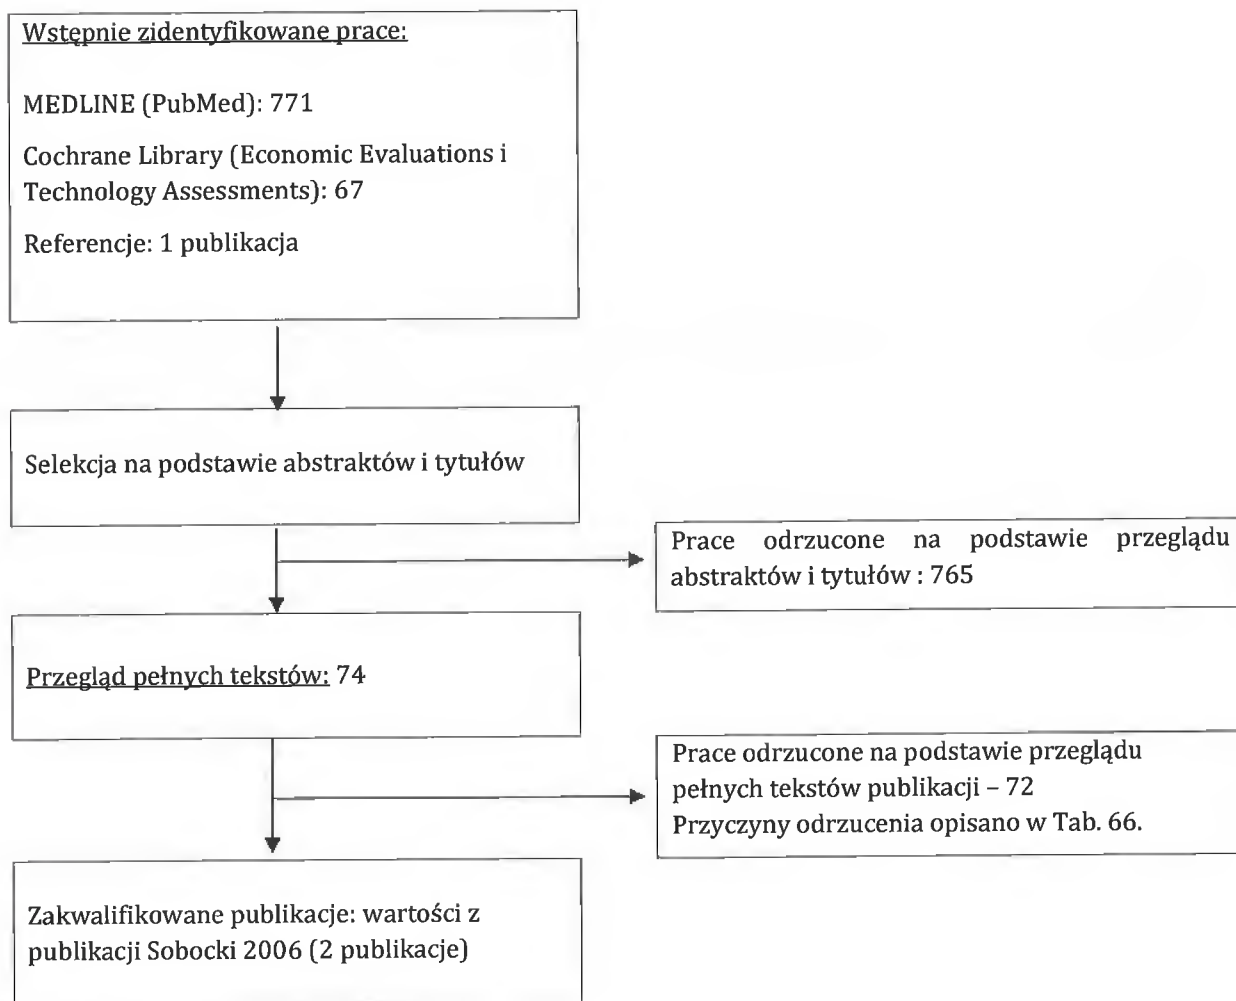 Wstępnie zidentyfikowane prace:
MEDLINE (PubMed): 771
Cochrane Library (Economic Evaluations i
Technology Assessments): 67
Referencje: 1 publikacja
Selekcja na podstawie abstraktów i tytułów
Prace odrzucone na podstawie przeglądu
abstraktów i tytułów : 765
Przegląd pełnych tekstów: 74
Prace odrzucone na podstawie przeglądu
pełnych tekstów publikacji – 72
Przyczyny odrzucenia opisano w Tab. 66.
Zakwalifikowane publikacje: wartości z
publikacji Sobocki 2006 (2 publikacje)